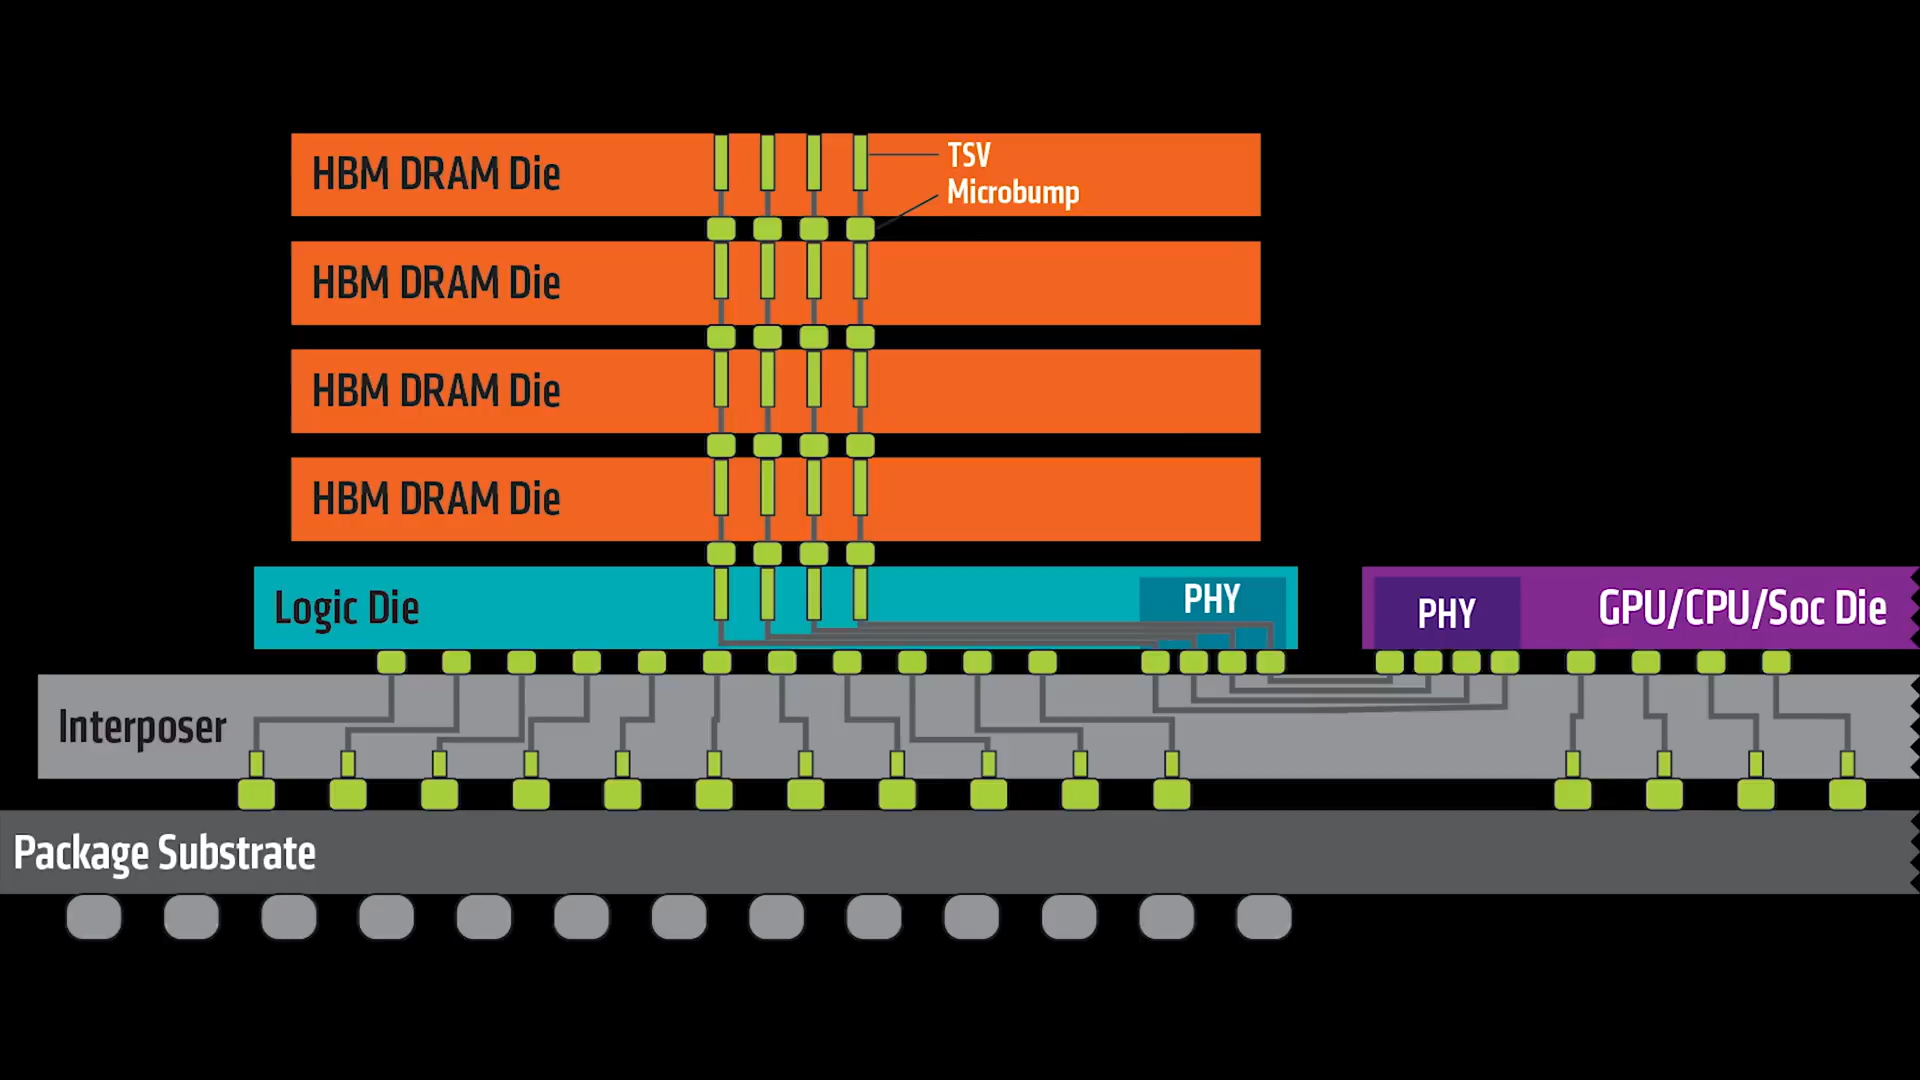 HBM DRAM Die
TSV
Microbump
HBM DRAM Die
HBM DRAM Die
HBM DRAM Die
Logic Die
PHY
PHY
GPU/CPU/Soc Die
Interposer
Package Substrate